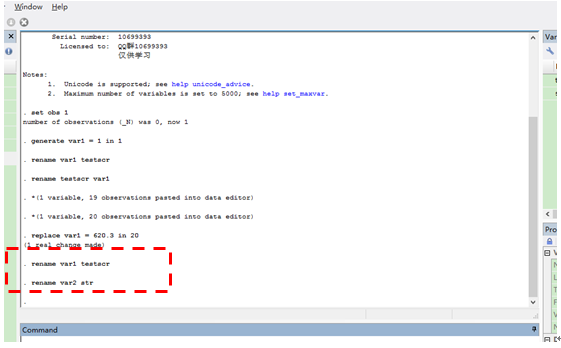 Window Help
Serial number: 10699393
Licensed to: QQ群10699393
仅供学习
Notes:
1. Unicode is supported; see help unicode_advice.
2. Maximum number of variables is set to 5000; see help set_maxvar.
. set obs 1
number of observations (_N) was 0, now 1
. generate var1 = 1 in 1
. rename var1 testscr
. rename testscr var1
. *(1 variable, 19 observations pasted into data editor)
. *(1 variable, 20 observations pasted into data editor)
. replace var1 = 620.3 in 20
(1 real change made)
. rename var1 testscr
. rename var2 str
.
Command